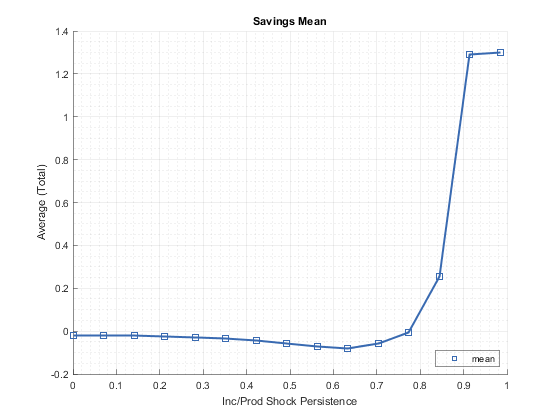 Savings Mean
1.4
1.2
1
0.8
0.6
0.4
0.2
0
-0.2
Average (Total)
0 0.1 0.2 0.3 0.4 0.5 0.6 0.7 0.8 0.9 1
Inc/Prod Shock Persistence
mean